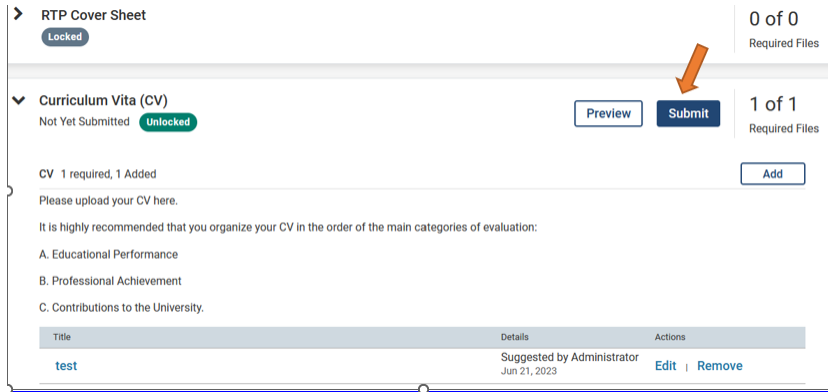 RTP Cover Sheet
Locked
0 of 0
Required Files
Curriculum Vita (CV)
Not Yet Submitted Unlocked
Preview
Submit
1 of 1
Required Files
CV 1 required, 1 Added
Add
Please upload your CV here.
It is highly recommended that you organize your CV in the order of the main categories of evaluation:
A. Educational Performance
B. Professional Achievement
C. Contributions to the University.
Title Details Actions
test Suggested by Administrator Edit | Remove
Jun 21, 2023